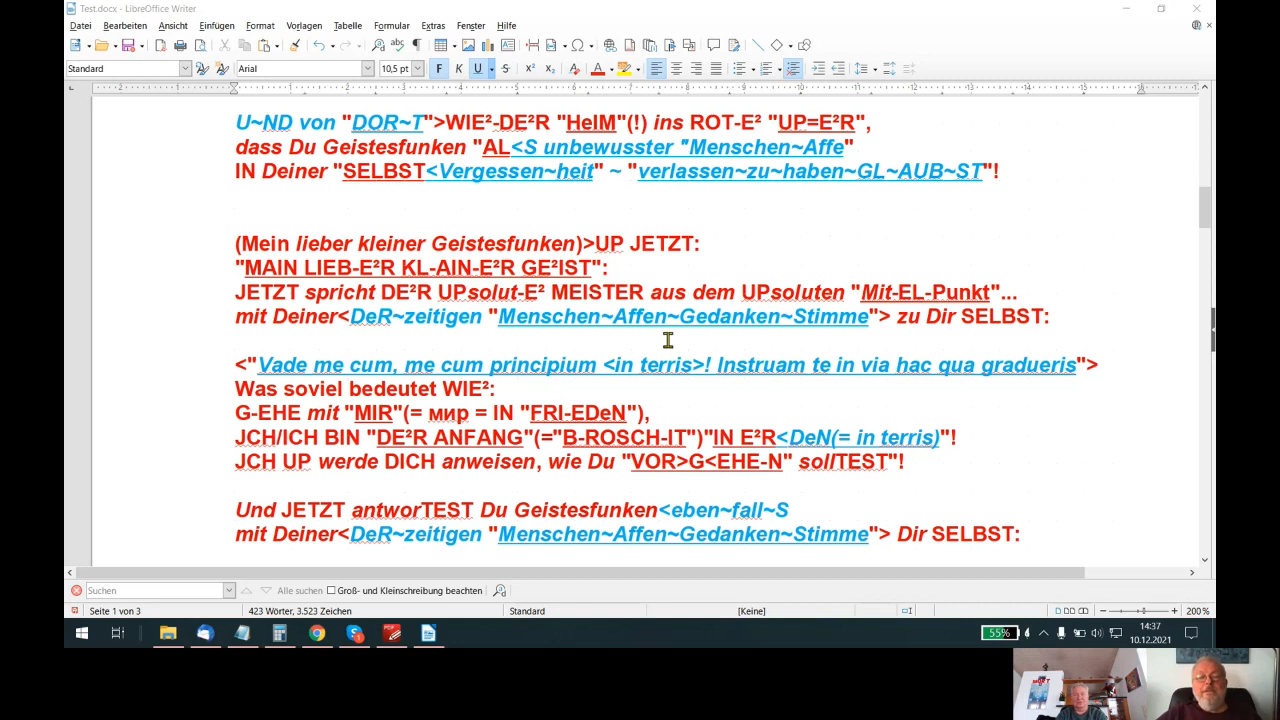 Test.docx - LibreOffice Writer
Datei Bearbeiten Ansicht Einfügen Format Vorlagen Tabelle Formular Extras Fenster Hilfe
Standard Arial 10,5 pt F K U S
U~ND von "DOR~T">WIE²-DE²R "HeIM"(!) ins ROT-E² "UP=E²R",
dass Du Geistesfunken "AL<S unbewusster "Menschen~Affe"
IN Deiner "SELBST<Vergessen~heit" ~ "verlassen~zu~haben~GL~AUB~ST"!
(Mein lieber kleiner Geistesfunken)>UP JETZT:
"MAIN LIEB-E²R KL-AIN-E²R GE²IST":
JETZT spricht DE²R UPsolut-E² MEISTER aus dem UPsoluten "Mit-EL-Punkt"...
mit Deiner<DeR~zeitigen "Menschen~Affen~Gedanken~Stimme"> zu Dir SELBST:
<"Vade me cum, me cum principium <in terris>! Instruam te in via hac qua gradueris">
Was soviel bedeutet WIE²:
G-EHE mit "MIR"(= мир = IN "FRI-EDeN"),
JCH/ICH BIN "DE²R ANFANG"(="B-ROSCH-IT")"IN E²R<DeN(= in terris)"!
JCH UP werde DICH anweisen, wie Du "VOR>G<EHE-N" sollTEST"!
Und JETZT antworTEST Du Geistesfunken<eben~fall~S
mit Deiner<DeR~zeitigen "Menschen~Affen~Gedanken~Stimme"> Dir SELBST:
Suchen Alle suchen Groß- und Kleinschreibung beachten
Seite 1 von 3 423 Wörter, 3.523 Zeichen Standard [Keine] 200%
55% 14:37
10.12.2021